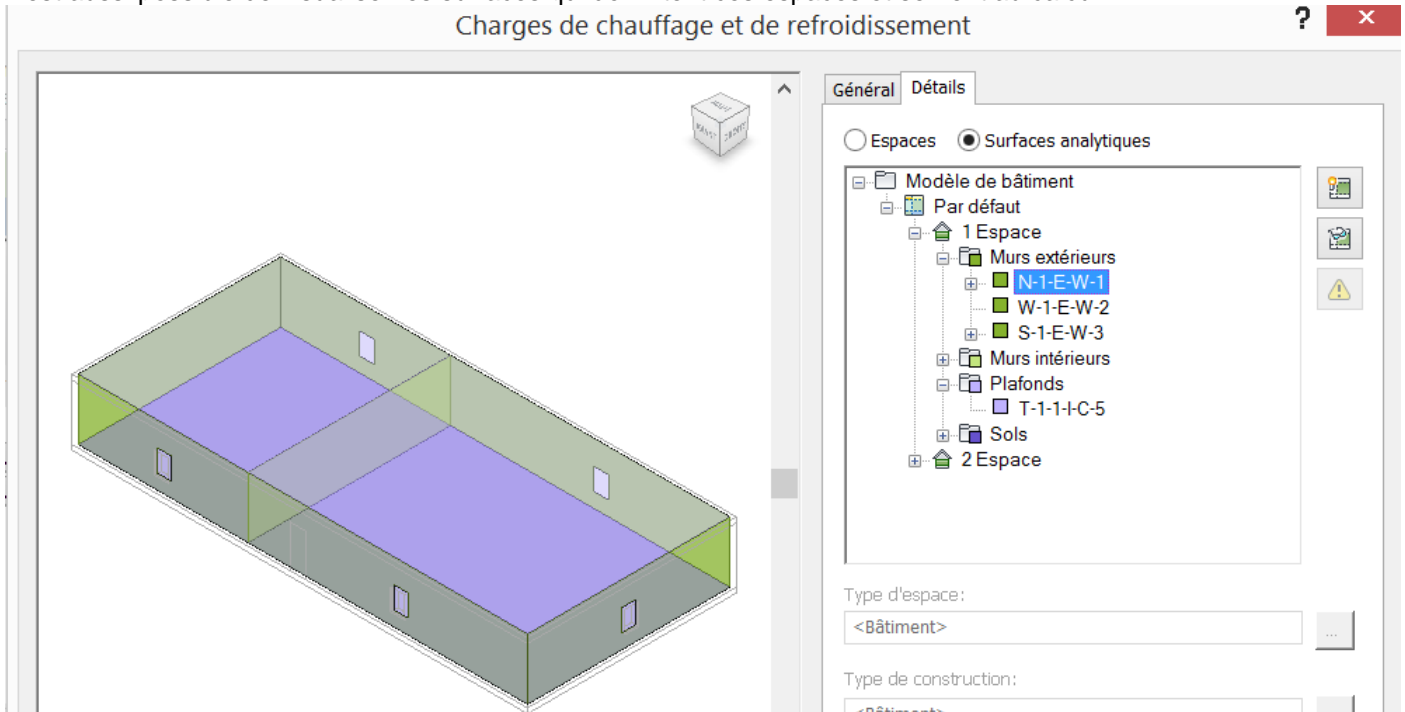 Charges de chauffage et de refroidissement
?
Général
Détails
Espaces
Surfaces analytiques
Modèle de bâtiment
Par défaut
1 Espace
Murs extérieurs
N-1-E-W-1
W-1-E-W-2
S-1-E-W-3
Murs intérieurs
Plafonds
T-1-1-I-C-5
Sols
2 Espace
Type d'espace:
<Bâtiment>
...
Type de construction:
<Bâtiment>